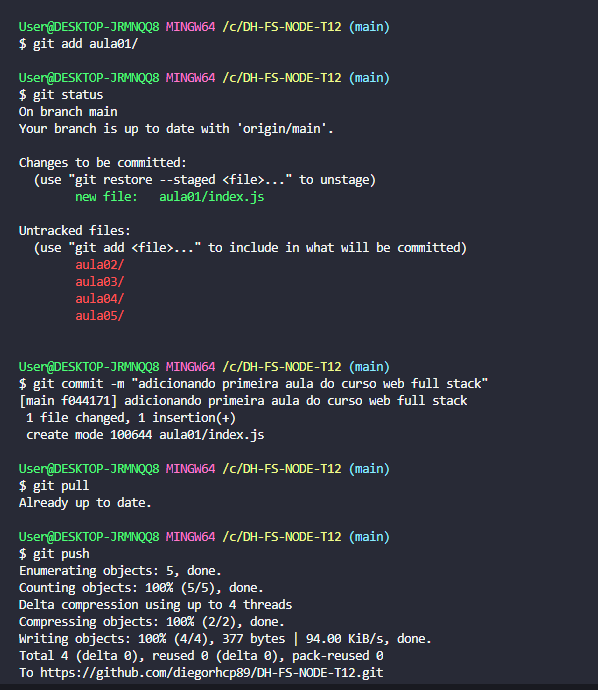 User@DESKTOP-JRMNQQ8 MINGW64 /c/DH-FS-NODE-T12 (main)
$ git add aula01/
User@DESKTOP-JRMNQQ8 MINGW64 /c/DH-FS-NODE-T12 (main)
$ git status
On branch main
Your branch is up to date with 'origin/main'.
Changes to be committed:
  (use "git restore --staged <file>..." to unstage)
        new file:   aula01/index.js
Untracked files:
  (use "git add <file>..." to include in what will be committed)
        aula02/
        aula03/
        aula04/
        aula05/
User@DESKTOP-JRMNQQ8 MINGW64 /c/DH-FS-NODE-T12 (main)
$ git commit -m "adicionando primeira aula do curso web full stack"
[main f044171] adicionando primeira aula do curso web full stack
 1 file changed, 1 insertion(+)
 create mode 100644 aula01/index.js
User@DESKTOP-JRMNQQ8 MINGW64 /c/DH-FS-NODE-T12 (main)
$ git pull
Already up to date.
User@DESKTOP-JRMNQQ8 MINGW64 /c/DH-FS-NODE-T12 (main)
$ git push
Enumerating objects: 5, done.
Counting objects: 100% (5/5), done.
Delta compression using up to 4 threads
Compressing objects: 100% (2/2), done.
Writing objects: 100% (4/4), 377 bytes | 94.00 KiB/s, done.
Total 4 (delta 0), reused 0 (delta 0), pack-reused 0
To https://github.com/diegorhcp89/DH-FS-NODE-T12.git